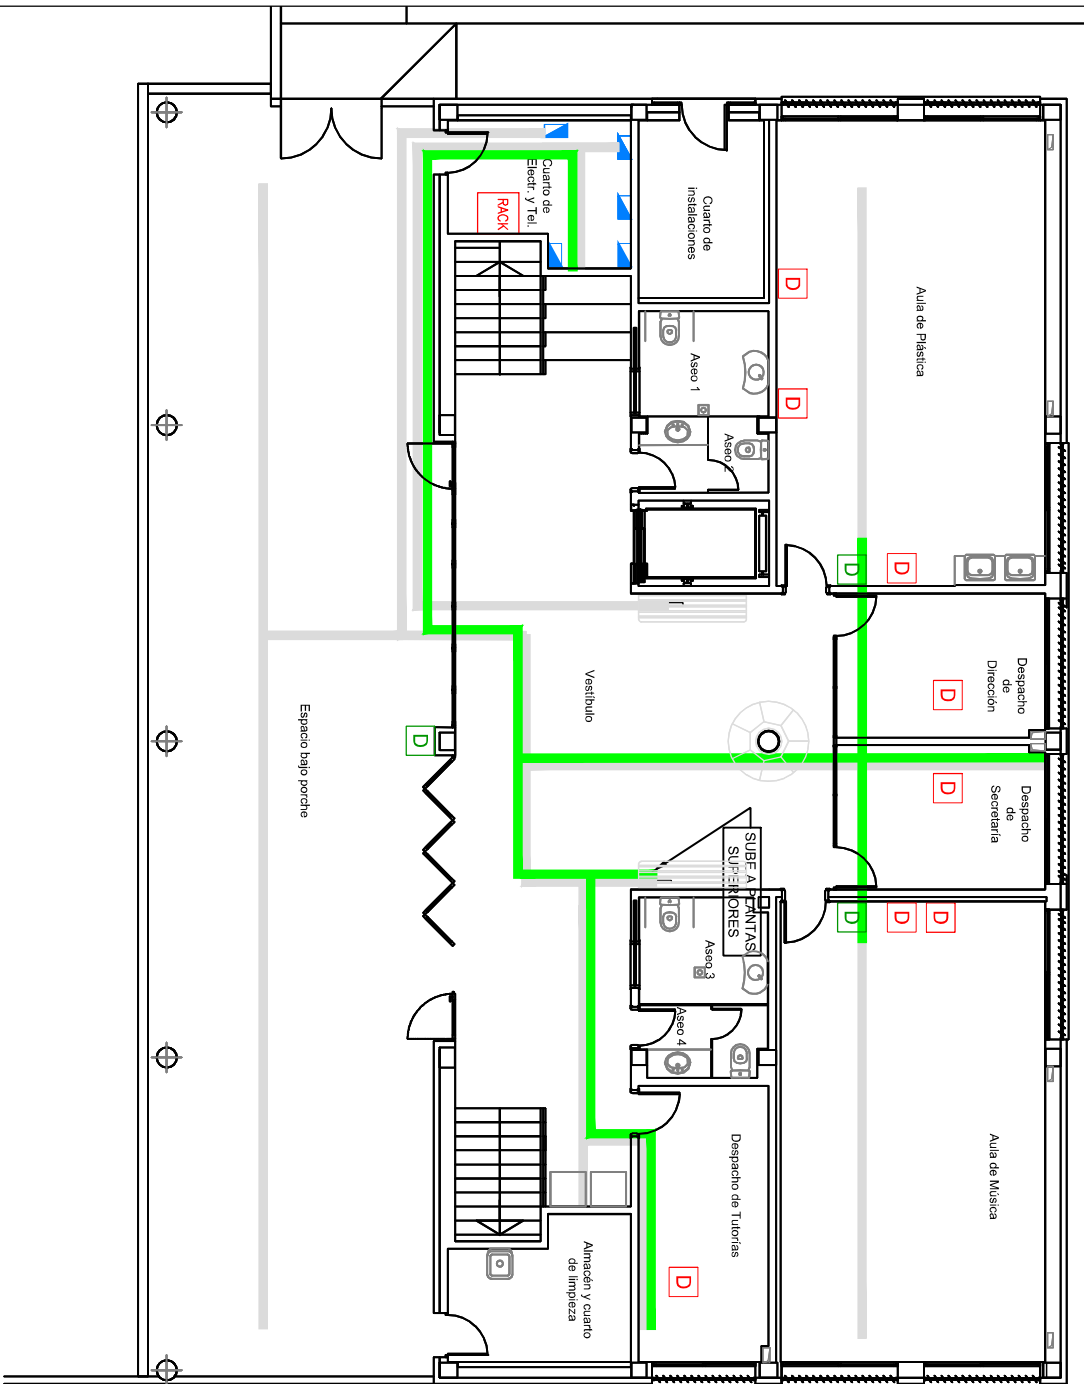 Cuarto de
Electr. y Tel.
RACK
Cuarto de
instalaciones
Aula de Plástica
D
D
Aseo 1
Aseo 2
D
D
Despacho
de
Dirección
D
Vestíbulo
Espacio bajo porche
D
Despacho
de
Secretaría
D
SUBE A PLANTAS
SUPERIORES
D
D
D
Aseo 3
Aseo 4
Despacho de Tutorías
Aula de Música
D
Almacén y cuarto
de limpieza